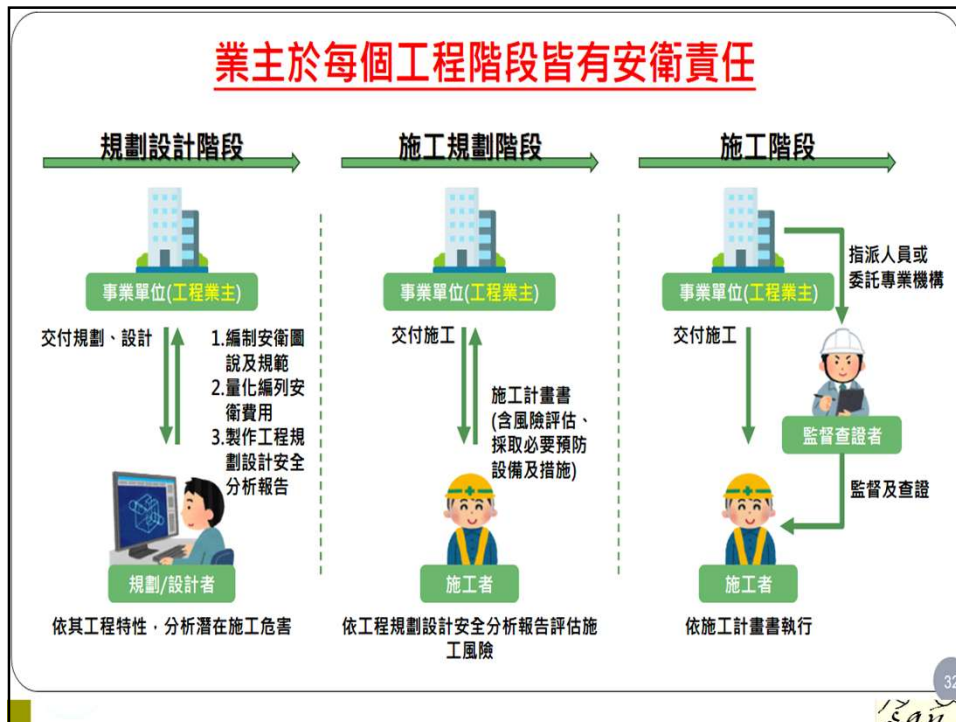 業主於每個工程階段皆有安衛責任
規劃設計階段
事業單位(工程業主)
交付規劃、設計
1.編制安衛圖
說及規範
2.量化編列安
衛費用
3.製作工程規
劃設計安全
分析報告
規劃/設計者
依其工程特性，分析潛在施工危害
施工規劃階段
事業單位(工程業主)
交付施工
施工計畫書
(含風險評估、
採取必要預防
設備及措施)
施工者
依工程規劃設計安全分析報告評估施
工風險
施工階段
事業單位(工程業主)
指派人員或
委託專業機構
交付施工
監督查證者
監督及查證
施工者
依施工計畫書執行
32